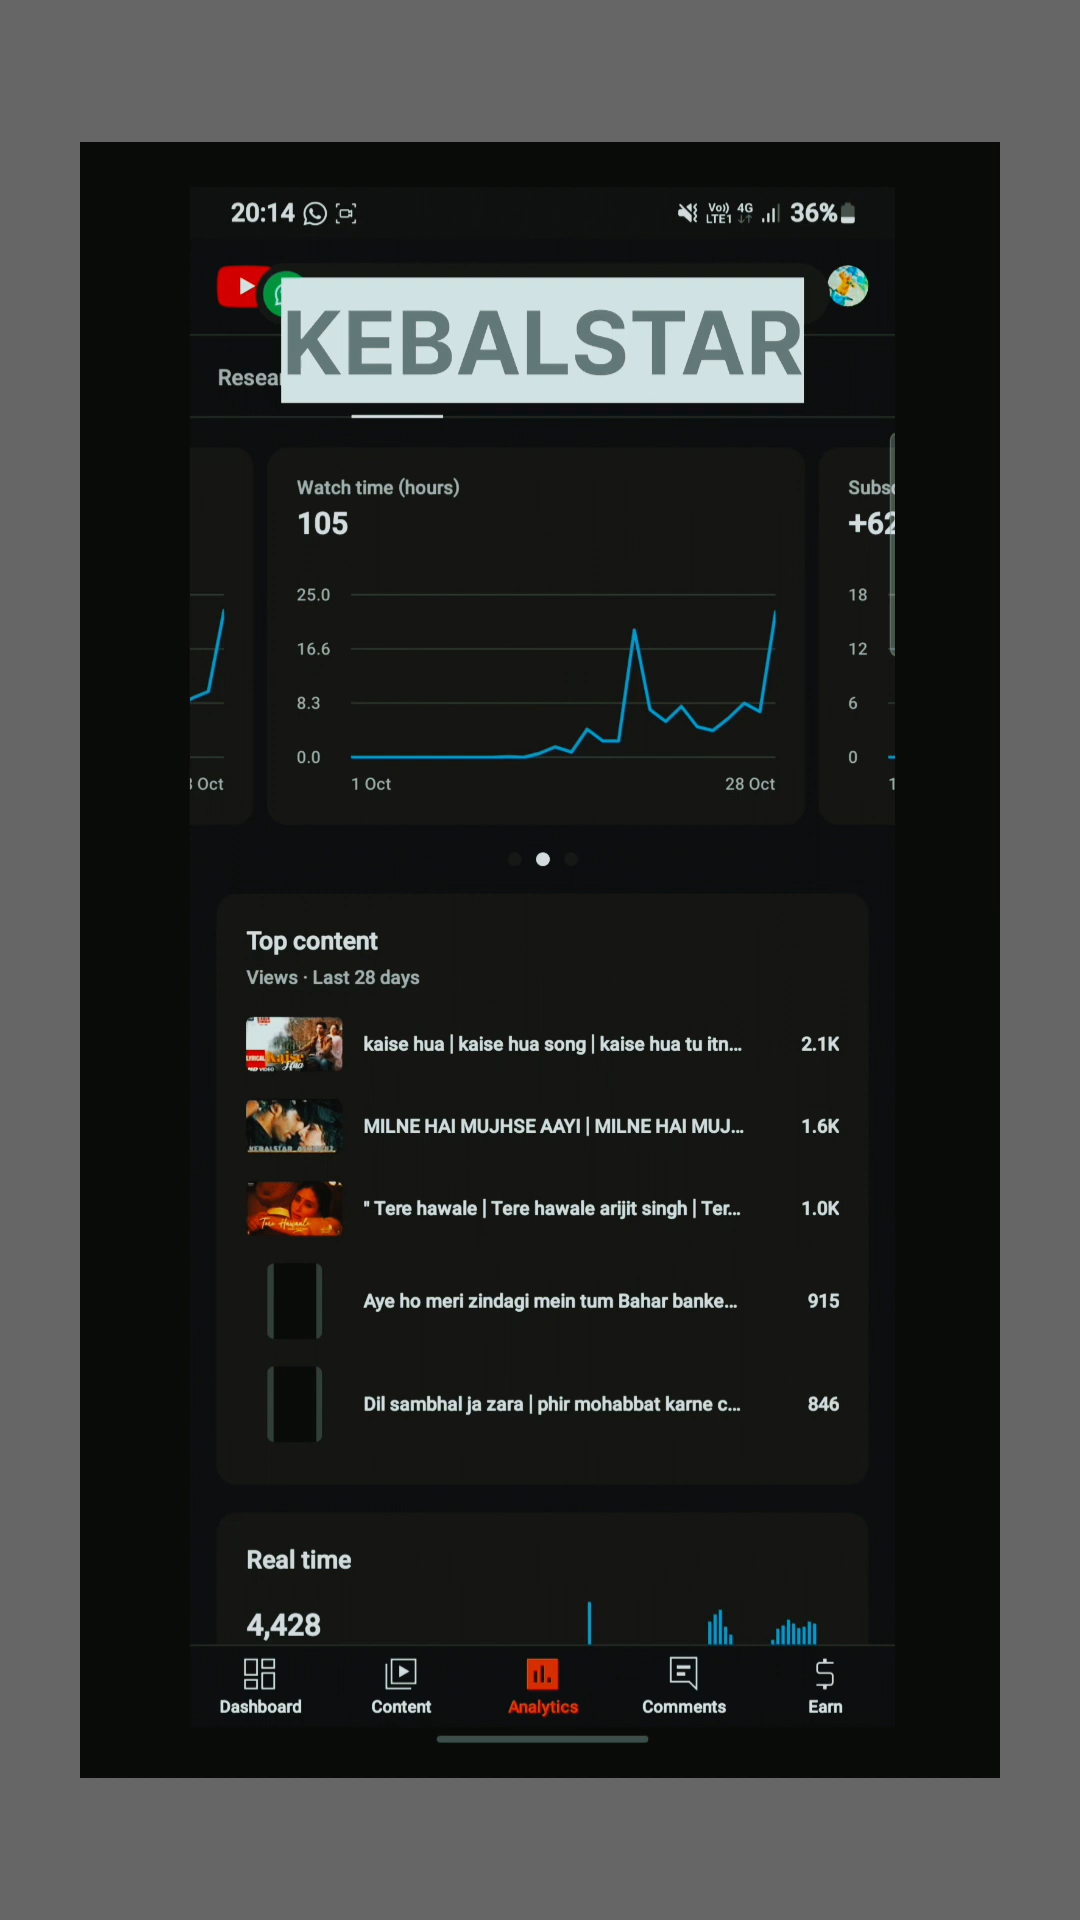 20:14
Vo)) 4G
LTE1
36%
KEBALSTAR
Watch time (hours)
105
25.0
16.6
8.3
0.0
1 Oct
28 Oct
Oct
18
12
6
0
Top content
Views · Last 28 days
kaise hua | kaise hua song | kaise hua tu itn...
2.1K
MILNE HAI MUJHSE AAYI | MILNE HAI MUJ...
1.6K
" Tere hawale | Tere hawale arijit singh | Ter...
1.0K
Aye ho meri zindagi mein tum Bahar banke...
915
Dil sambhal ja zara | phir mohabbat karne c...
846
Real time
4,428
Dashboard
Content
Analytics
Comments
Earn